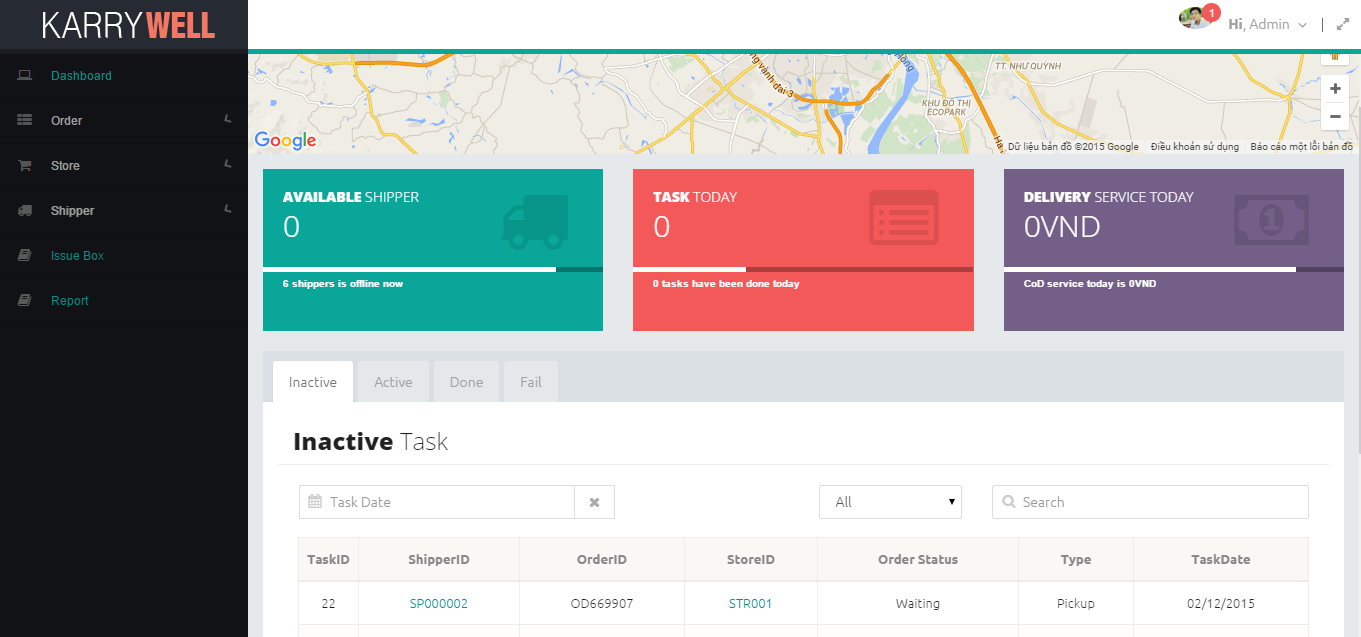 KARRYWELL
1
Hi, Admin
Dashboard
Order
Store
Shipper
Issue Box
Report
TT. NHƯ QUỲNH
KHU ĐÔ THỊ
ECOPARK
Google
Dữ liệu bản đồ ©2015 Google
Điều khoản sử dụng
Báo cáo một lỗi bản đồ
AVAILABLE SHIPPER
0
6 shippers is offline now
TASK TODAY
0
0 tasks have been done today
DELIVERY SERVICE TODAY
0VND
1
CoD service today is 0VND
Inactive
Active
Done
Fail
Inactive Task
Task Date
All
Search
TaskID ShipperID OrderID StoreID Order Status Type TaskDate
22 SP000002 OD669907 STR001 Waiting Pickup 02/12/2015